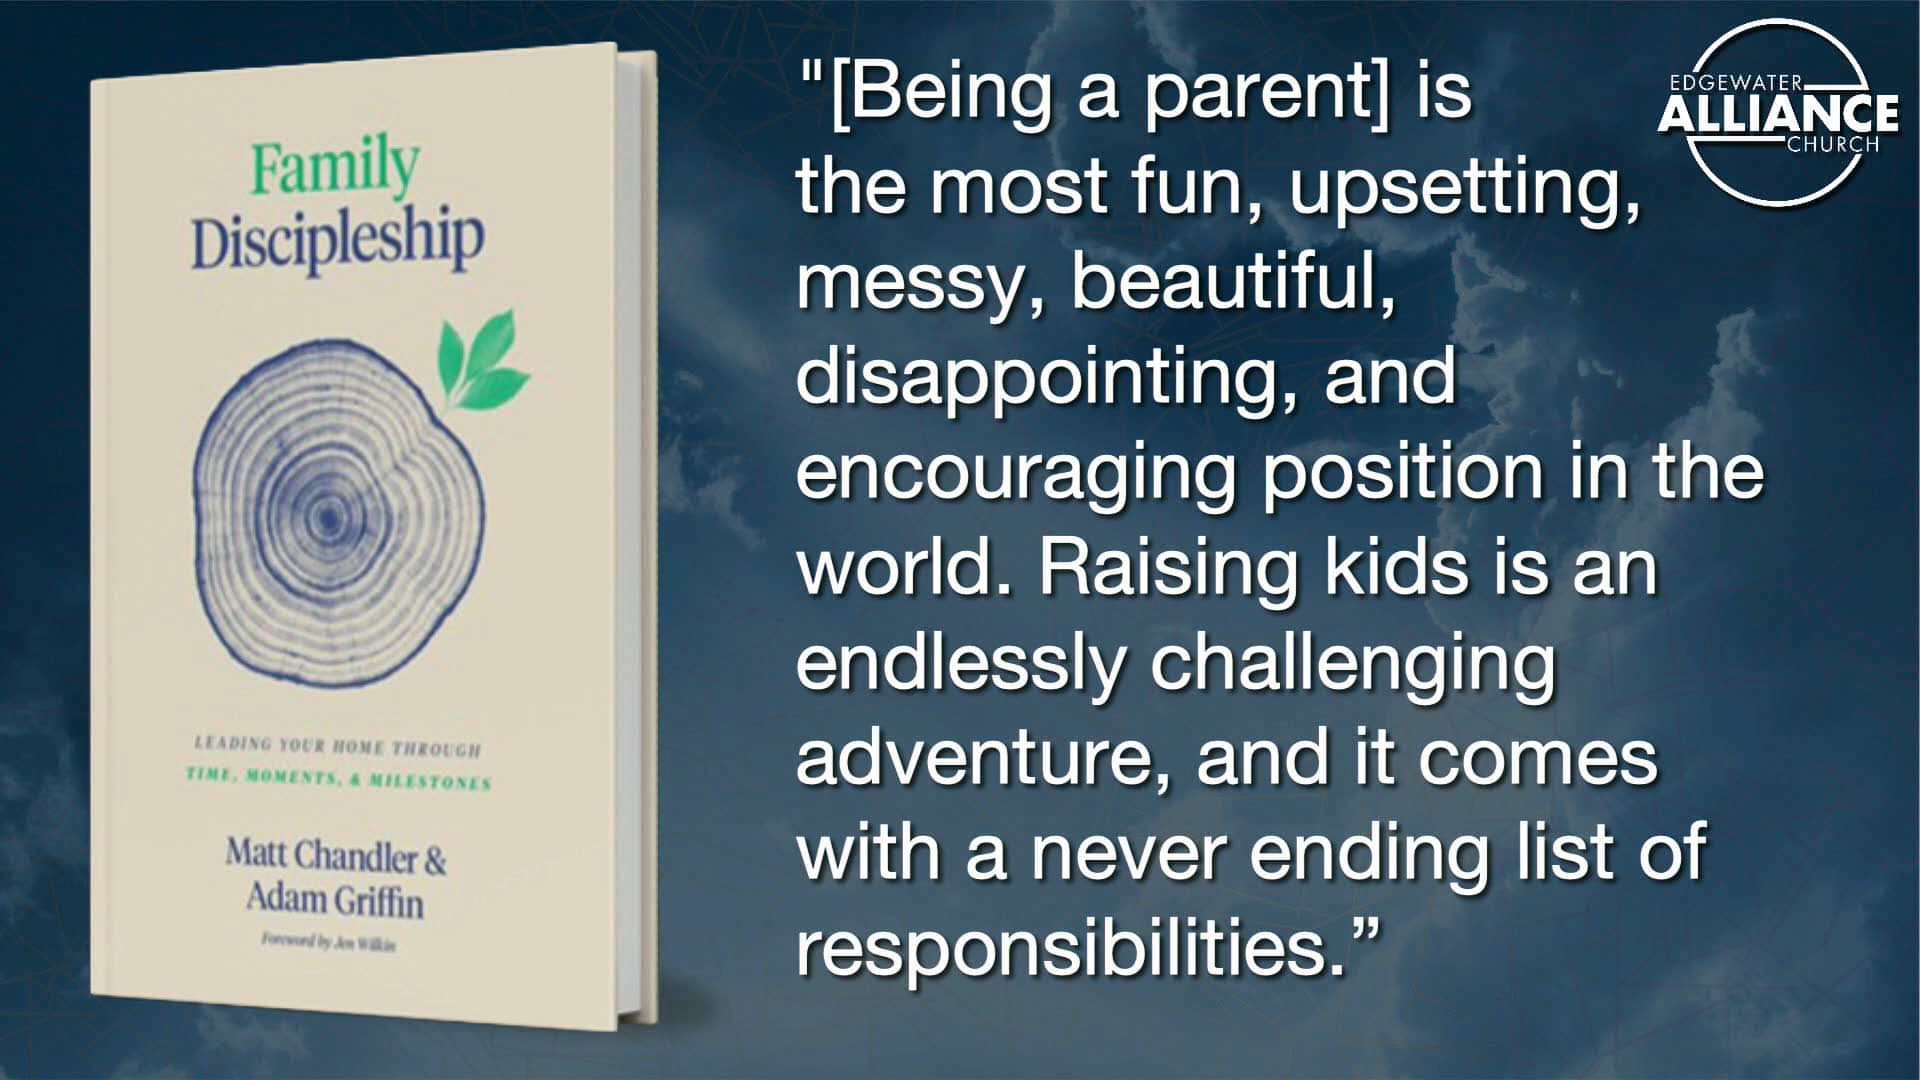 Family
Discipleship
LEADING YOUR HOME THROUGH
TIME, MOMENTS, & MILESTONES
Matt Chandler &
Adam Griffin
Foreword by Jen Wilkin
"[Being a parent] is
the most fun, upsetting,
messy, beautiful,
disappointing, and
encouraging position in the
world. Raising kids is an
endlessly challenging
adventure, and it comes
with a never ending list of
responsibilities.”
EDGEWATER
ALLIANCE
CHURCH